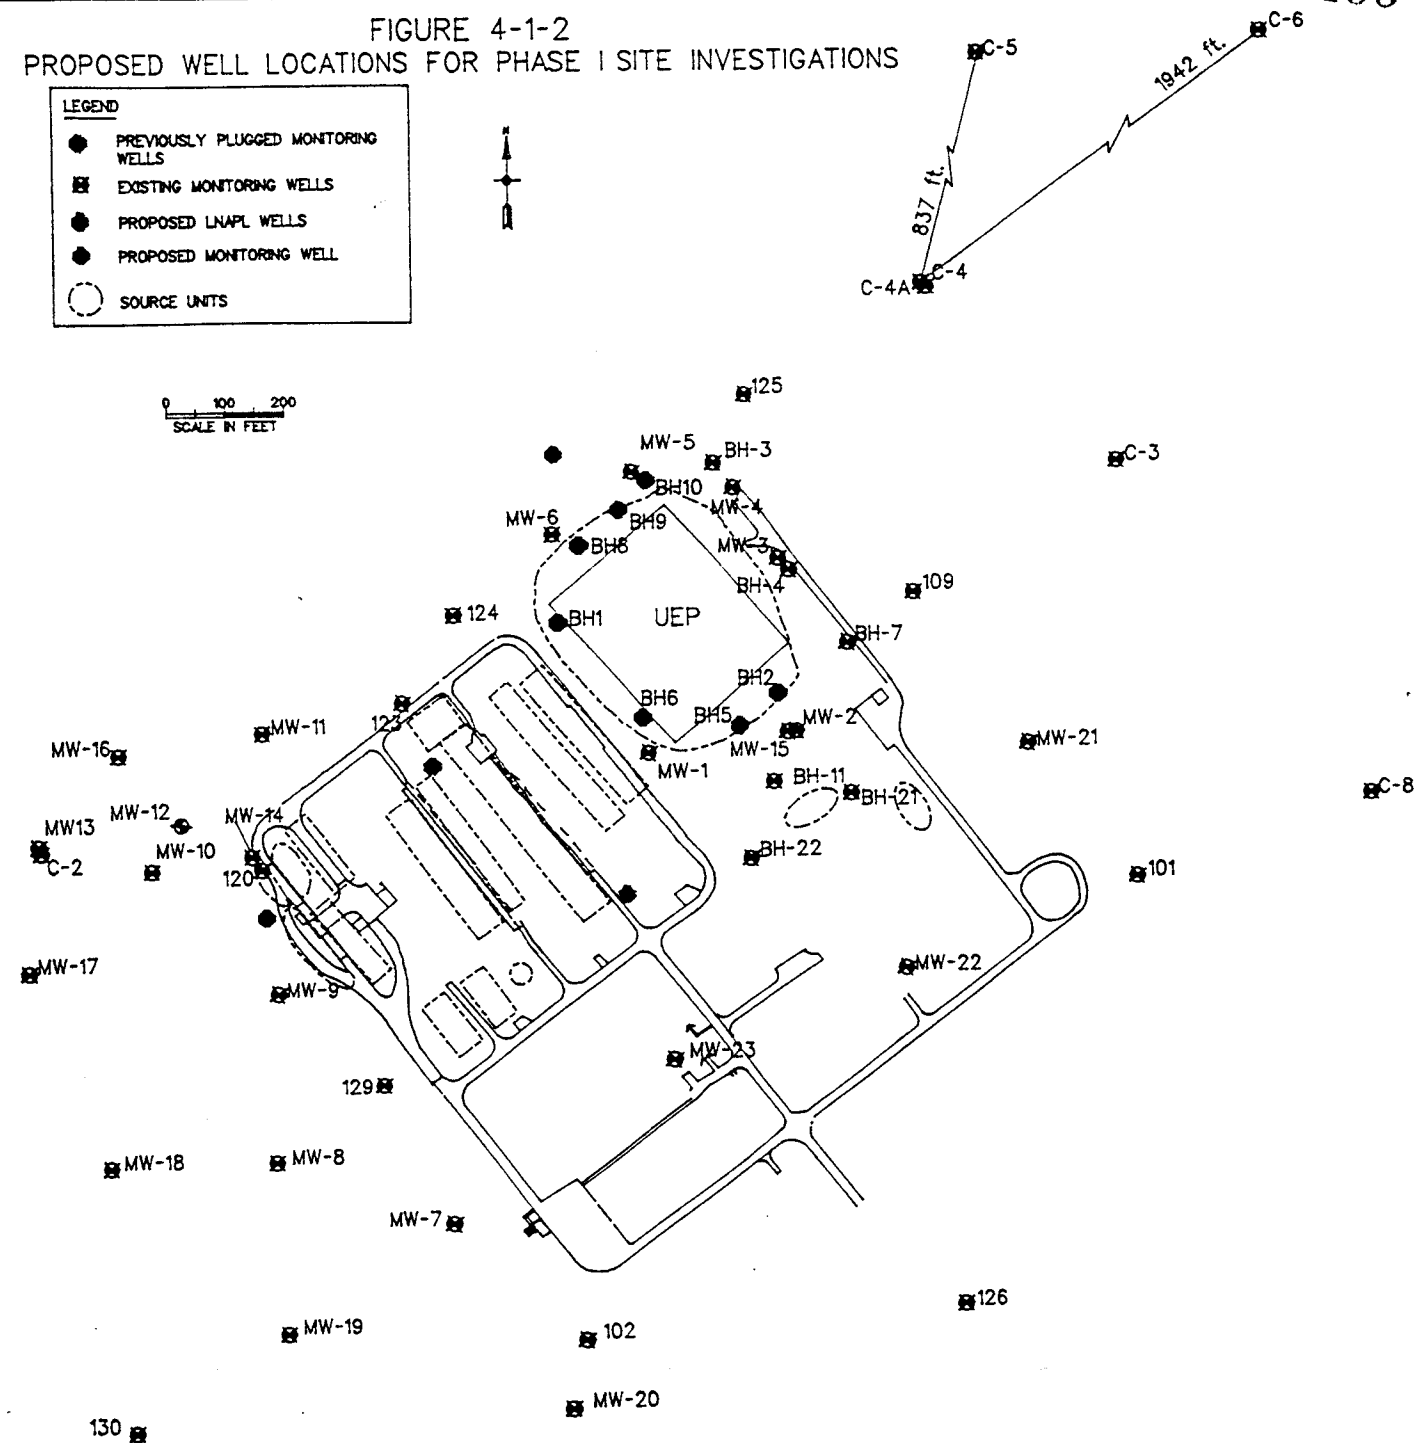 FIGURE 4-1-2
PROPOSED WELL LOCATIONS FOR PHASE I SITE INVESTIGATIONS
C-5
C-6
1942 ft.
837 ft.
C-4
C-4A
LEGEND
PREVIOUSLY PLUGGED MONITORING
WELLS
EXISTING MONITORING WELLS
PROPOSED LNAPL WELLS
PROPOSED MONITORING WELL
SOURCE UNITS
N
0 100 200
SCALE IN FEET
125
MW-5
BH-3
C-3
BH10
MW-4
BH9
MW-6
BH8
MW-3
BH-4
109
124
BH1
UEP
BH-7
BH2
BH6
BH5
123
MW-11
MW-2
MW-15
MW-21
MW-16
MW-1
BH-11
BH-21
C-8
MW-12
MW-14
MW13
MW-10
C-2
120
BH-22
101
MW-17
MW-9
MW-22
MW-23
129
MW-18
MW-8
MW-7
126
MW-19
102
MW-20
130